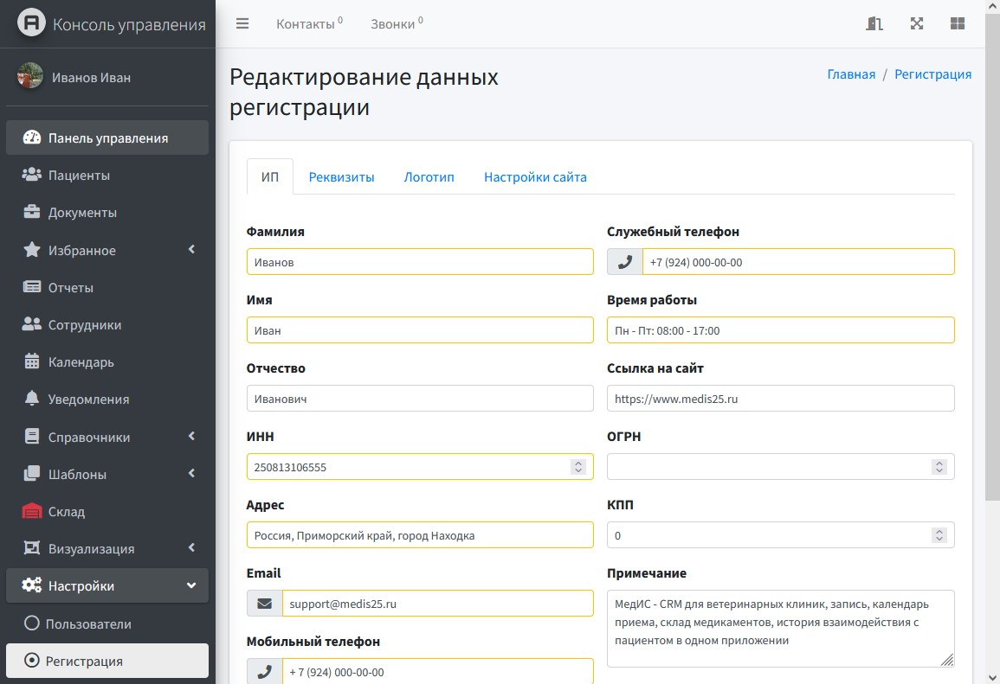 Консоль управления
Контакты 0
Звонки 0
Иванов Иван
Панель управления
Пациенты
Документы
Избранное
Отчеты
Сотрудники
Календарь
Уведомления
Справочники
Шаблоны
Склад
Визуализация
Настройки
Пользователи
Регистрация
Редактирование данных
регистрации
Главная / Регистрация
ИП
Реквизиты
Логотип
Настройки сайта
Фамилия
Иванов
Имя
Иван
Отчество
Иванович
ИНН
250813106555
Адрес
Россия, Приморский край, город Находка
Email
support@medis25.ru
Мобильный телефон
+ 7 (924) 000-00-00
Служебный телефон
+7 (924) 000-00-00
Время работы
Пн - Пт: 08:00 - 17:00
Ссылка на сайт
https://www.medis25.ru
ОГРН
КПП
0
Примечание
МедИС - CRM для ветеринарных клиник, запись, календарь
приема, склад медикаментов, история взаимодействия с
пациентом в одном приложении